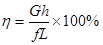 η = Gh/fL × 100%